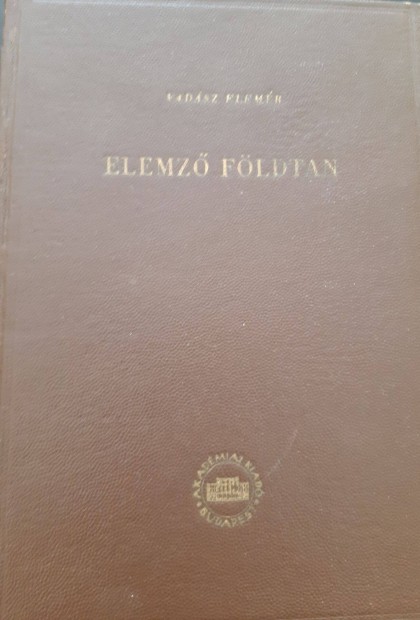 VADÁSZ ELEMÉR
ELEMZŐ FÖLDTAN
AKADÉMIAI KIADÓ
BUDAPEST